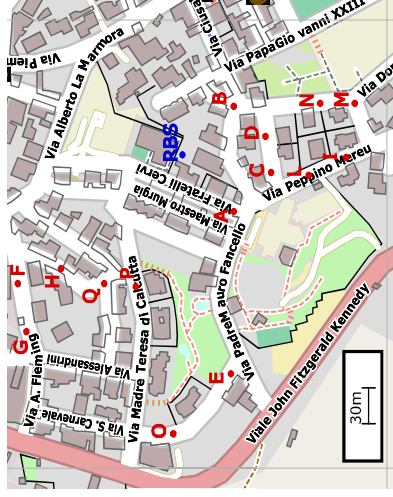 Via Ciusa
Via PapaGio vanni XXIII
Via Piem
Via Alberto La Marmora
Via Dor
B
N
M
D
RBS
C
L
I
Via Peppino Mereu
Via Fratelli Cervi
Via Maestro Murgia
A
F
H
Q
P
G
Via PadreM auro Fancello
Via Madre Teresa di Calcutta
Via A. Fleming
Via Alessandrini
Via S. Carnevale
E
O
Viale John Fitzgerald Kennedy
30m